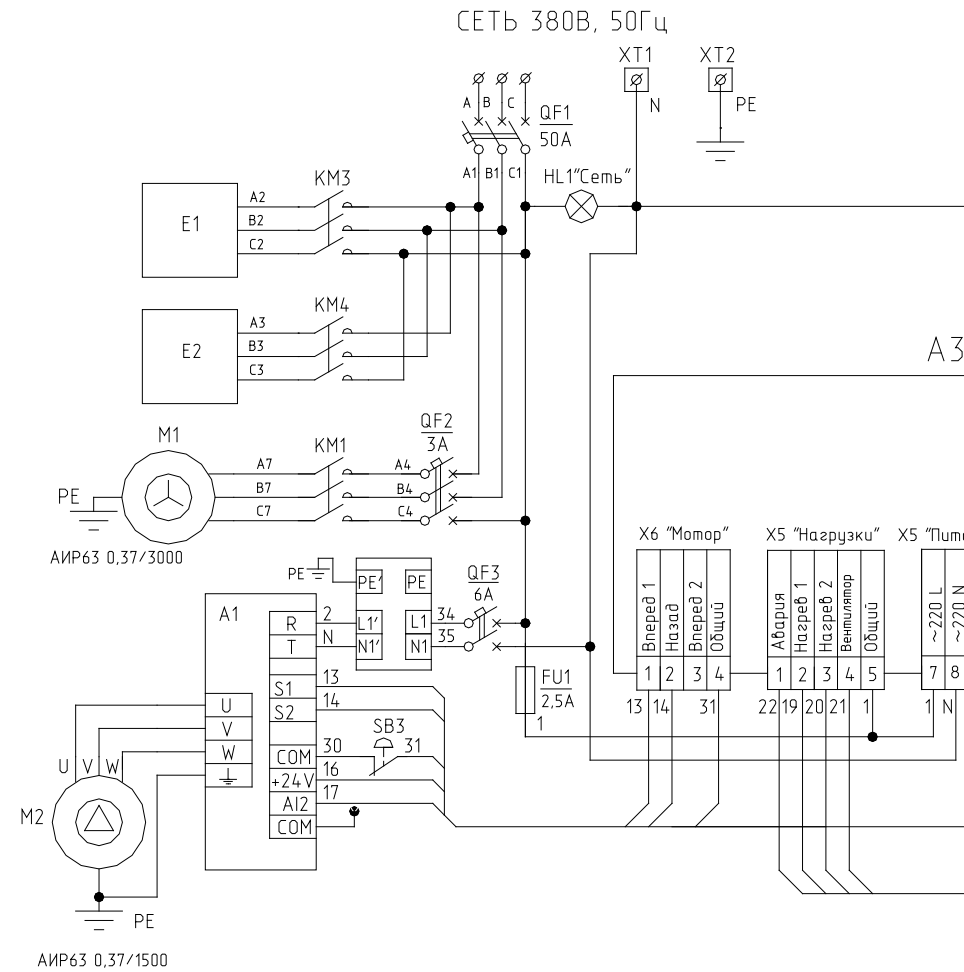 СЕТЬ 380В, 50Гц
XT1
XT2
N
PE
A
B
C
QF1
50A
A1
B1
C1
HL1"Сеть"
KM3
A2
B2
C2
E1
KM4
A3
B3
C3
E2
A3
M1
KM1
QF2
3A
A7
B7
C7
A4
B4
C4
PE
АИР63 0,37/3000
X6 "Мотор"
X5 "Нагрузки"
X5 "Пит
Вперед 1
Назад
Вперед 2
Общий
Авария
Нагрев 1
Нагрев 2
Вентилятор
Общий
~220 L
~220 N
1 2 3 4
1 2 3 4 5
7 8
13 14 31
22 19 20 21 1
1 N
PE
PE'
PE
L1'
L1
N1'
N1
QF3
6A
34
35
A1
R
T
2
N
S1
S2
13
14
FU1
2,5A
1
COM
+24V
AI2
COM
30
SB3
31
16
17
U
V
W
U V W
M2
PE
АИР63 0,37/1500